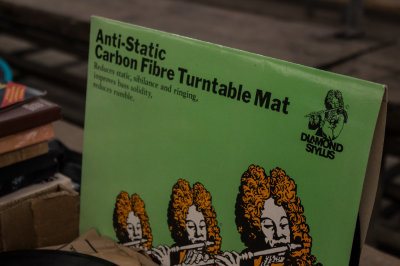 Anti-Static
Carbon Fibre Turntable Mat
Reduces static, sibilance and ringing,
improves bass solidity,
reduces rumble.
DIAMOND
STYLUS